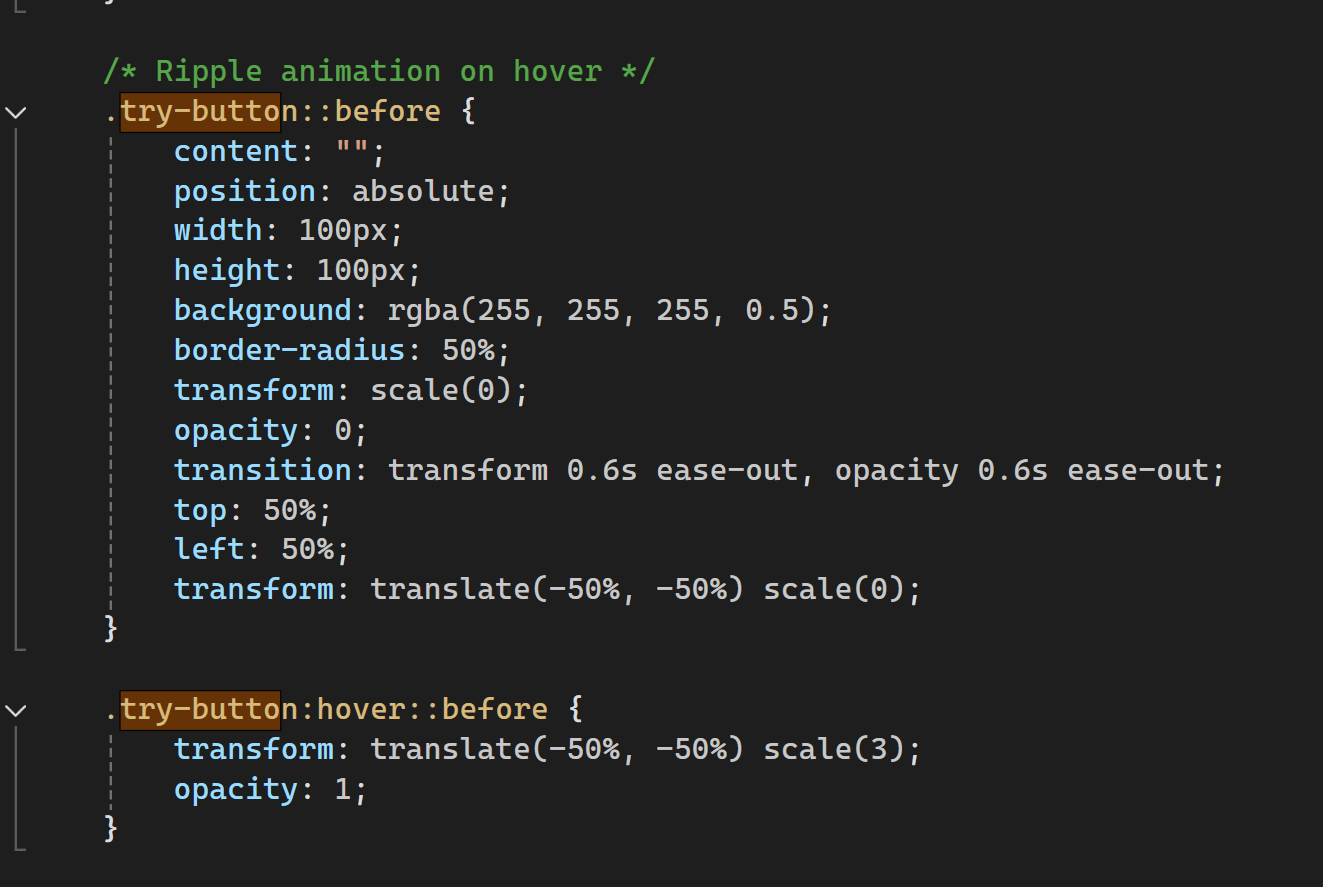 }
/* Ripple animation on hover */
.try-button::before {
content: "";
position: absolute;
width: 100px;
height: 100px;
background: rgba(255, 255, 255, 0.5);
border-radius: 50%;
transform: scale(0);
opacity: 0;
transition: transform 0.6s ease-out, opacity 0.6s ease-out;
top: 50%;
left: 50%;
transform: translate(-50%, -50%) scale(0);
}
.try-button:hover::before {
transform: translate(-50%, -50%) scale(3);
opacity: 1;
}